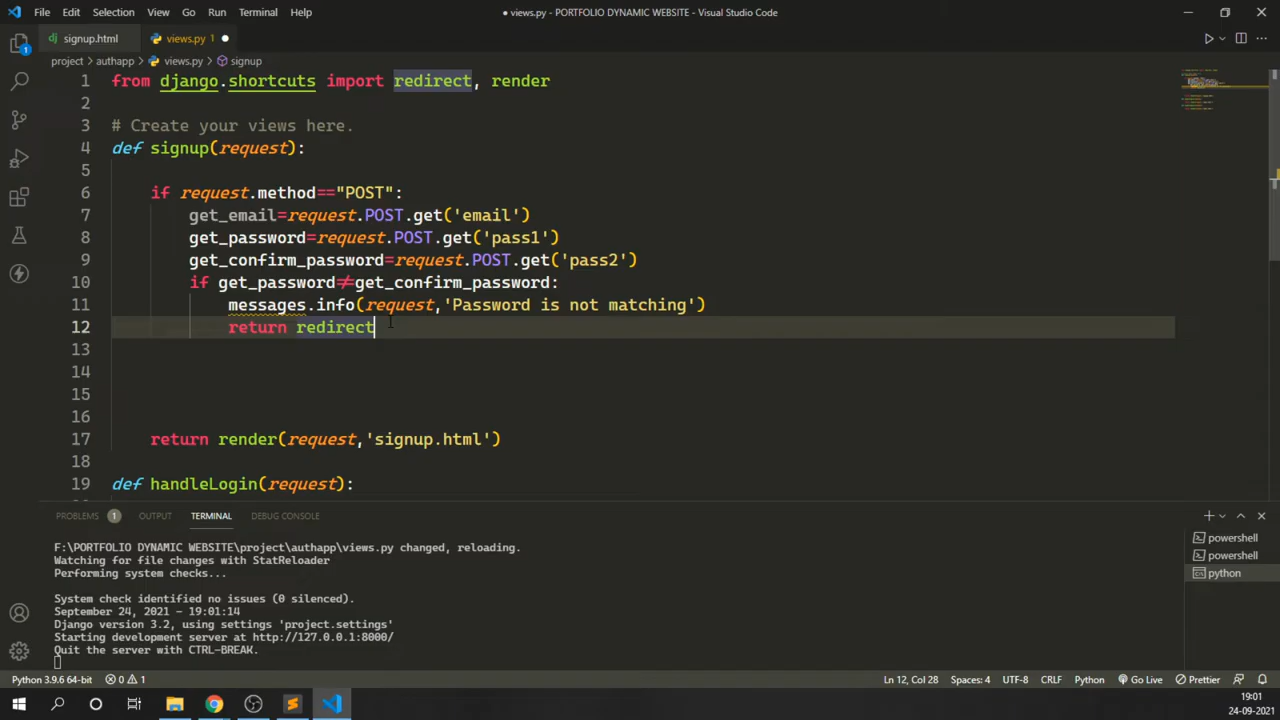 File Edit Selection View Go Run Terminal Help
● views.py - PORTFOLIO DYNAMIC WEBSITE - Visual Studio Code
signup.html
views.py 1 ●
project > authapp > views.py > signup
1 from django.shortcuts import redirect, render
2
3 # Create your views here.
4 def signup(request):
5
6 if request.method=="POST":
7 get_email=request.POST.get('email')
8 get_password=request.POST.get('pass1')
9 get_confirm_password=request.POST.get('pass2')
10 if get_password≠get_confirm_password:
11 messages.info(request,'Password is not matching')
12 return redirect
13
14
15
16
17 return render(request,'signup.html')
18
19 def handleLogin(request):
PROBLEMS 1 OUTPUT TERMINAL DEBUG CONSOLE
F:\PORTFOLIO DYNAMIC WEBSITE\project\authapp\views.py changed, reloading.
Watching for file changes with StatReloader
Performing system checks...
System check identified no issues (0 silenced).
September 24, 2021 - 19:01:14
Django version 3.2, using settings 'project.settings'
Starting development server at http://127.0.0.1:8000/
Quit the server with CTRL-BREAK.
powershell
powershell
python
1
Python 3.9.6 64-bit 0 1 Ln 12, Col 28 Spaces: 4 UTF-8 CRLF Python Go Live Prettier
19:01
24-09-2021